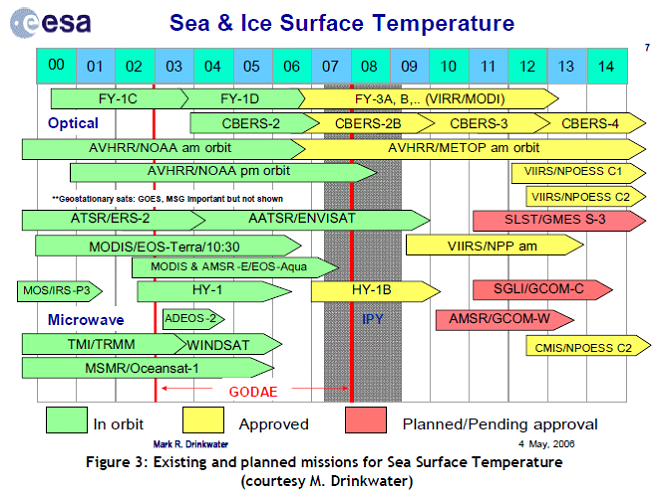 esa
Sea & Ice Surface Temperature
7
00 01 02 03 04 05 06 07 08 09 10 11 12 13 14
FY-1C FY-1D FY-3A, B,.. (VIRR/MODI)
Optical CBERS-2 CBERS-2B CBERS-3 CBERS-4
AVHRR/NOAA am orbit AVHRR/METOP am orbit
AVHRR/NOAA pm orbit VIIRS/NPOESS C1
**Geostationary sats: GOES, MSG Important but not shown VIIRS/NPOESS C2
ATSR/ERS-2 AATSR/ENVISAT SLST/GMES S-3
MODIS/EOS-Terra/10:30 VIIRS/NPP am
MODIS & AMSR -E/EOS-Aqua
MOS/IRS-P3 HY-1 HY-1B SGLI/GCOM-C
Microwave ADEOS-2 IPY AMSR/GCOM-W
TMI/TRMM WINDSAT CMIS/NPOESS C2
MSMR/Oceansat-1
GODAE
In orbit Approved Planned/Pending approval
Mark R. Drinkwater 4 May, 2006
Figure 3: Existing and planned missions for Sea Surface Temperature
(courtesy M. Drinkwater)